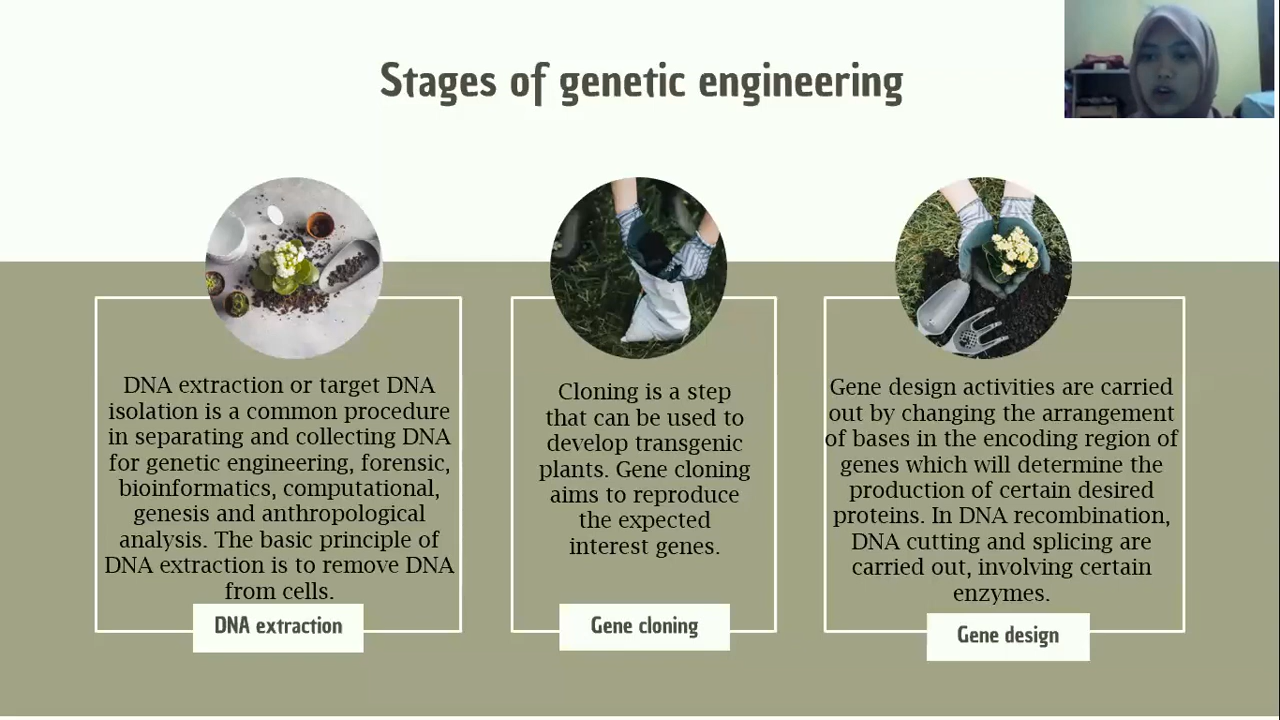 Stages of genetic engineering
DNA extraction or target DNA
isolation is a common procedure
in separating and collecting DNA
for genetic engineering, forensic,
bioinformatics, computational,
genesis and anthropological
analysis. The basic principle of
DNA extraction is to remove DNA
from cells.
DNA extraction
Cloning is a step
that can be used to
develop transgenic
plants. Gene cloning
aims to reproduce
the expected
interest genes.
Gene cloning
Gene design activities are carried
out by changing the arrangement
of bases in the encoding region of
genes which will determine the
production of certain desired
proteins. In DNA recombination,
DNA cutting and splicing are
carried out, involving certain
enzymes.
Gene design